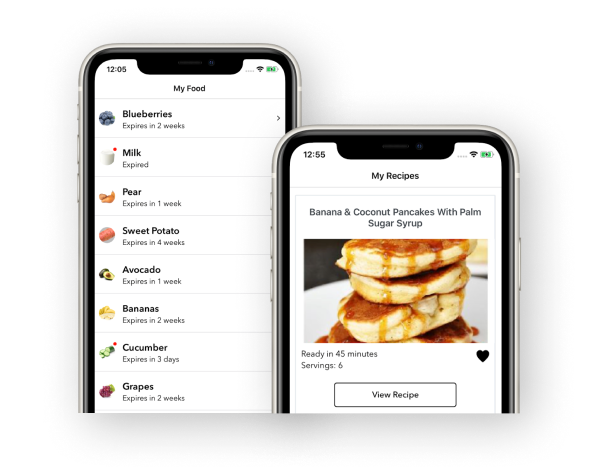 12:05
My Food
Blueberries
Expires in 2 weeks
Milk
Expired
Pear
Expires in 1 week
Sweet Potato
Expires in 4 weeks
Avocado
Expires in 1 week
Bananas
Expires in 2 weeks
Cucumber
Expires in 3 days
Grapes
Expires in 2 weeks
12:55
My Recipes
Banana & Coconut Pancakes With Palm
Sugar Syrup
Ready in 45 minutes
Servings: 6
View Recipe